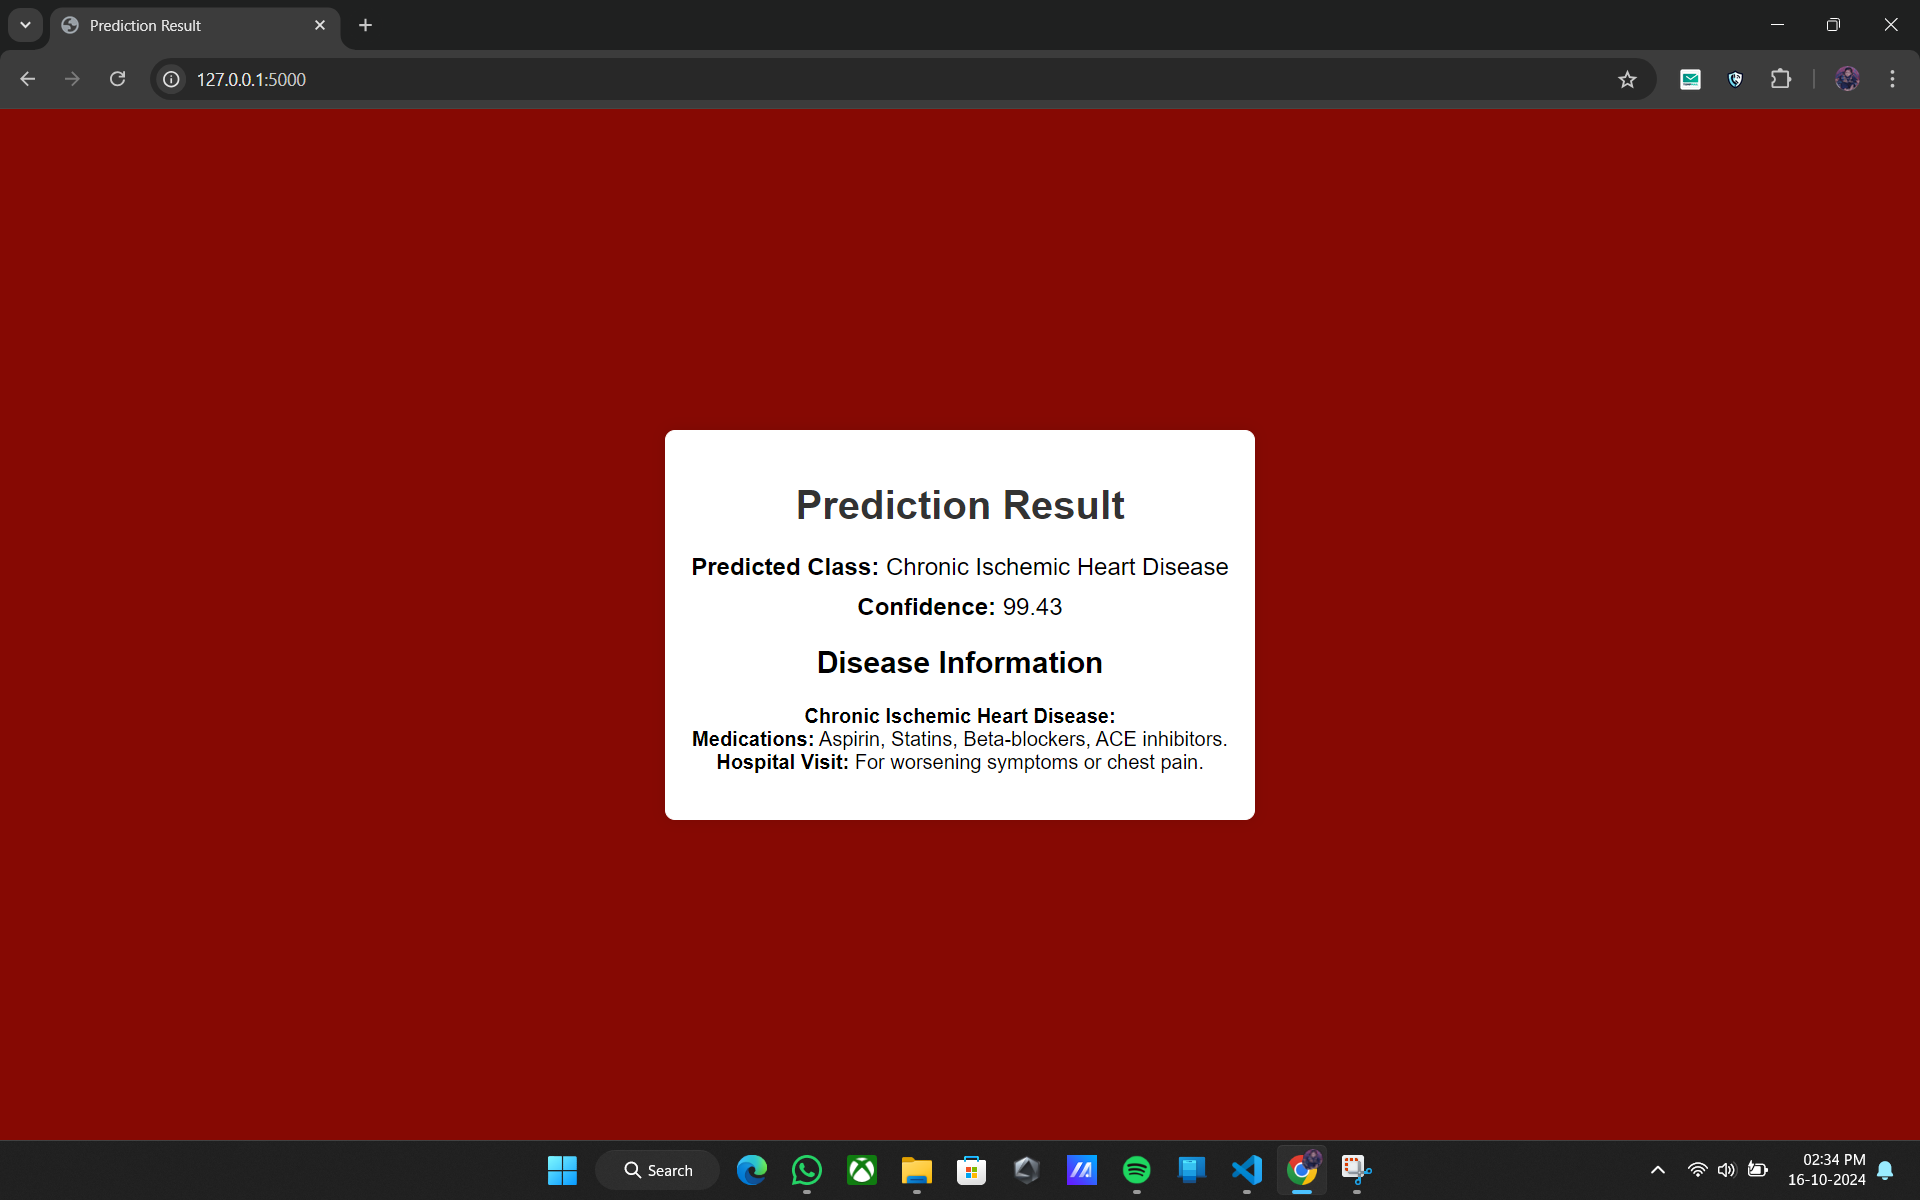 Prediction Result
127.0.0.1:5000
Prediction Result
Predicted Class: Chronic Ischemic Heart Disease
Confidence: 99.43
Disease Information
Chronic Ischemic Heart Disease:
Medications: Aspirin, Statins, Beta-blockers, ACE inhibitors.
Hospital Visit: For worsening symptoms or chest pain.
Search
02:34 PM
16-10-2024